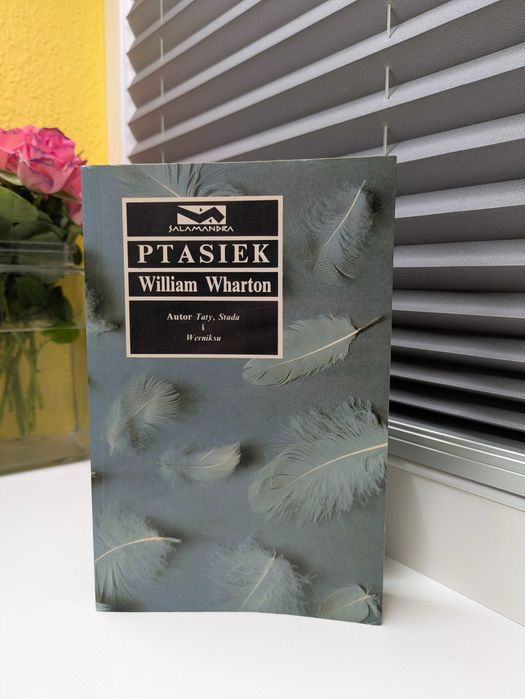 SALAMANDRA
PTASIEK
William Wharton
Autor Taty, Stada
i
Werniksu